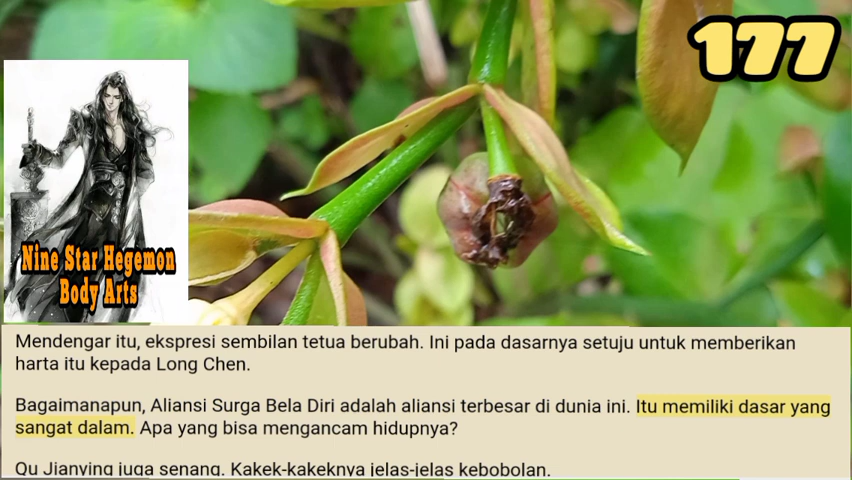 177
Nine Star Hegemon
Body Arts
Mendengar itu, ekspresi sembilan tetua berubah. Ini pada dasarnya setuju untuk memberikan
harta itu kepada Long Chen.
Bagaimanapun, Aliansi Surga Bela Diri adalah aliansi terbesar di dunia ini. Itu memiliki dasar yang
sangat dalam. Apa yang bisa mengancam hidupnya?
Qu Jianying juga senang. Kakek-kakeknya jelas-jelas kebobolan.